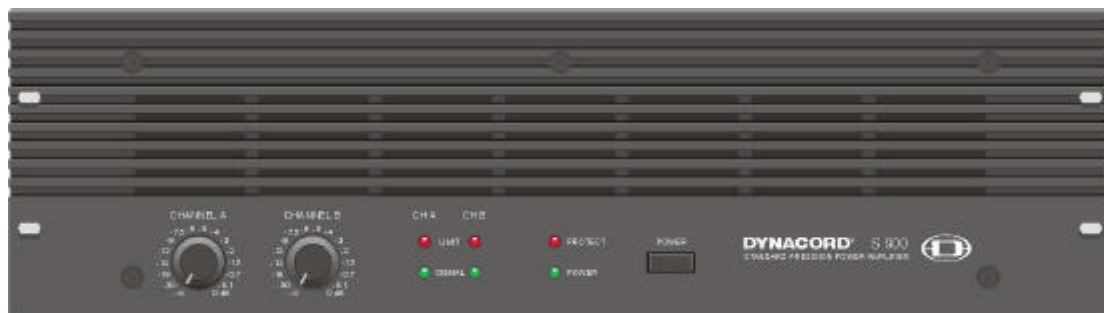 CHANNEL A
CHANNEL B
CH A
CH B
LIMIT
PROTECT
POWER
SIGNAL
POWER
DYNACORD S 900
STANDARD PRECISION POWER AMPLIFIER